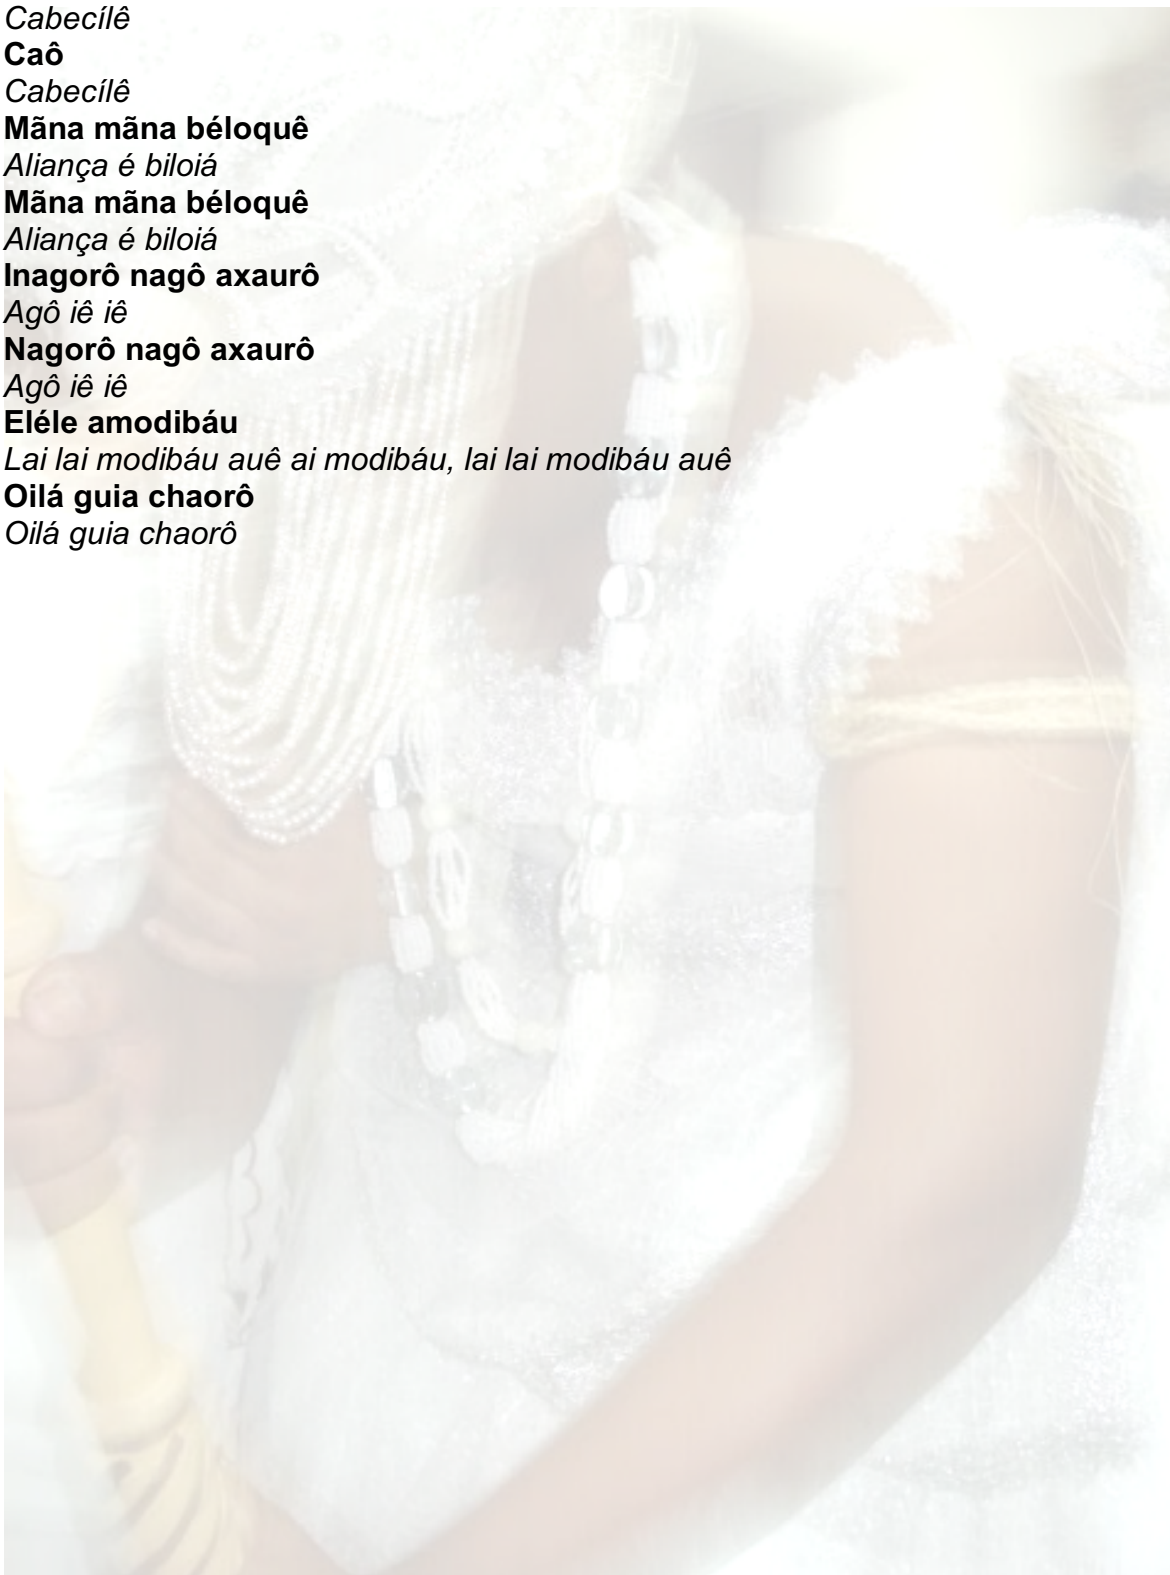 Cabecílê
Caô
Cabecílê
Mãna mãna béloquê
Aliança é biloiá
Mãna mãna béloquê
Aliança é biloiá
Inagorô nagô axaurô
Agô iê iê
Nagorô nagô axaurô
Agô iê iê
Eléle amodibáu
Lai lai modibáu auê ai modibáu, lai lai modibáu auê
Oilá guia chaorô
Oilá guia chaorô